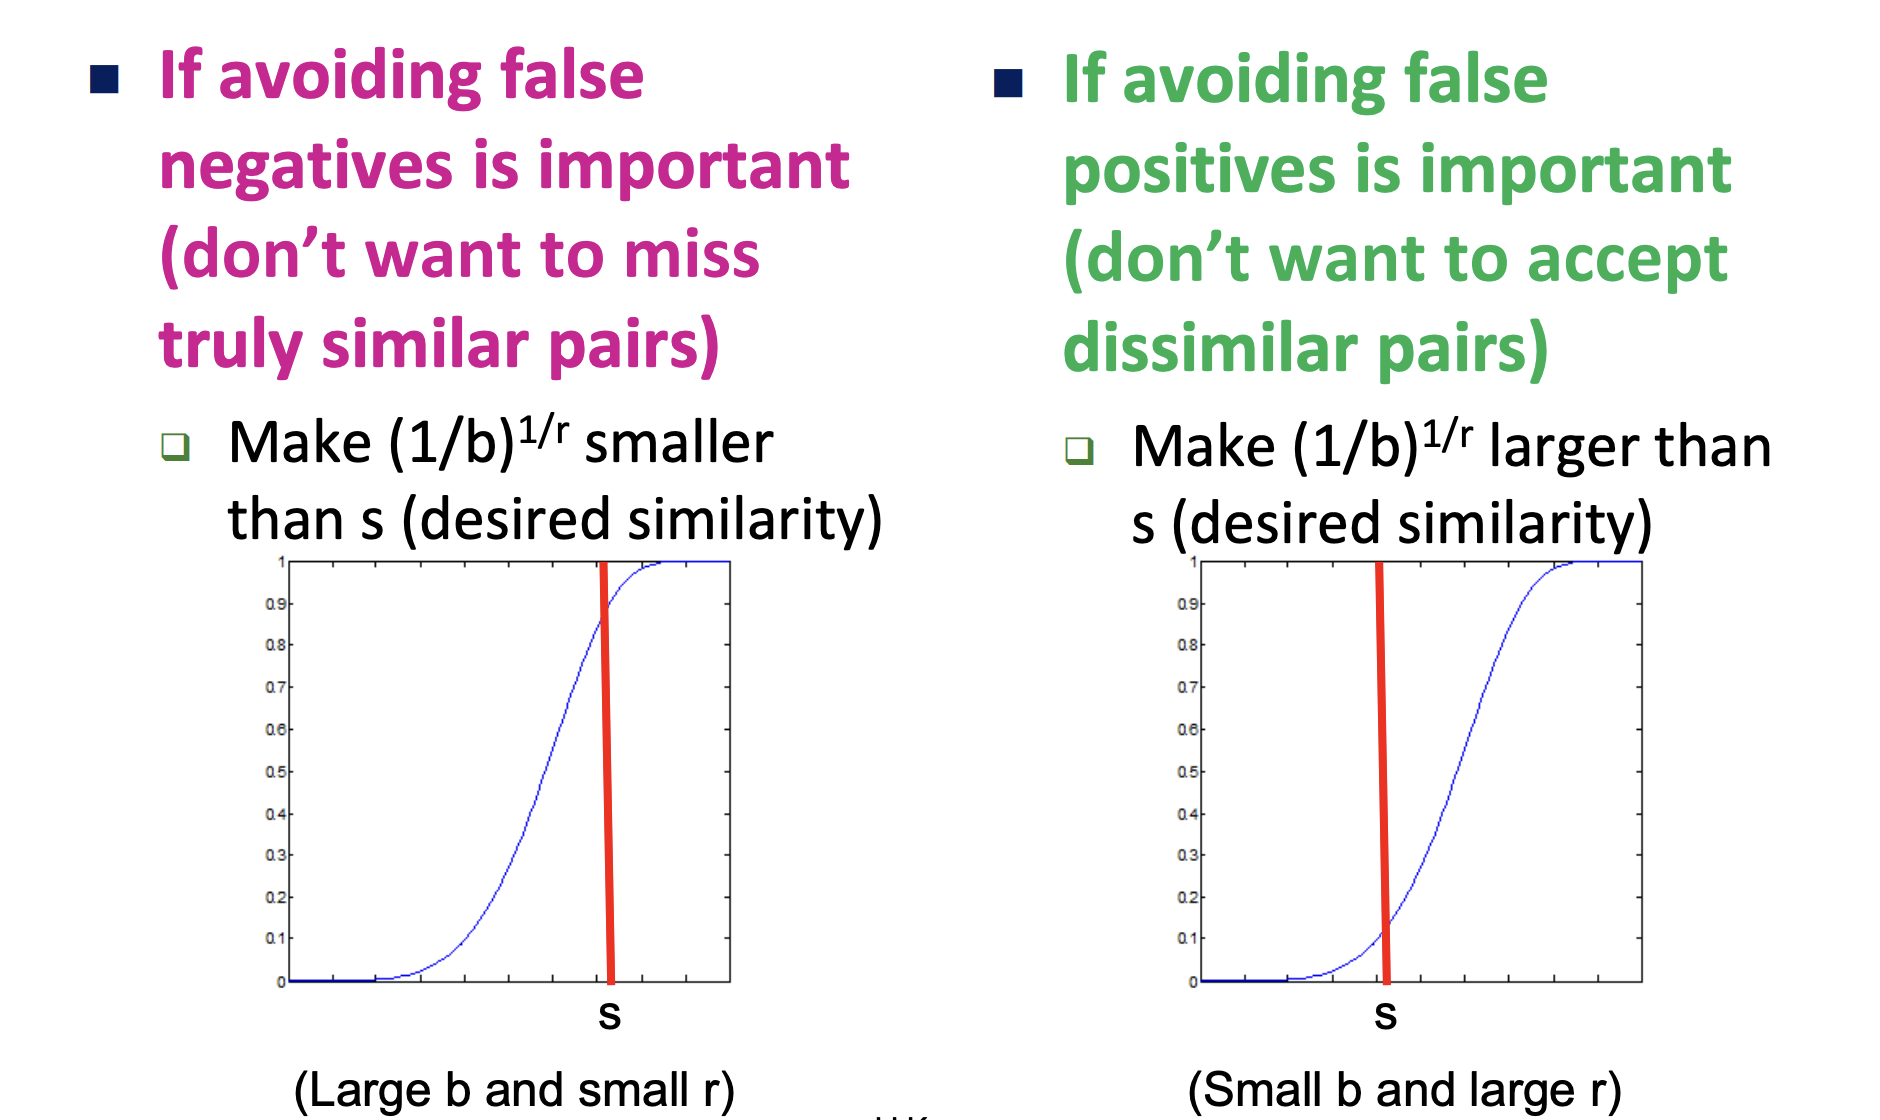 If avoiding false
negatives is important
(don't want to miss
truly similar pairs)
Make (1/b)^1/r smaller
than s (desired similarity)
1
0.9
0.8
0.7
0.6
0.5
0.4
0.3
0.2
0.1
0
s
(Large b and small r)
If avoiding false
positives is important
(don't want to accept
dissimilar pairs)
Make (1/b)^1/r larger than
s (desired similarity)
1
0.9
0.8
0.7
0.6
0.5
0.4
0.3
0.2
0.1
0
s
(Small b and large r)